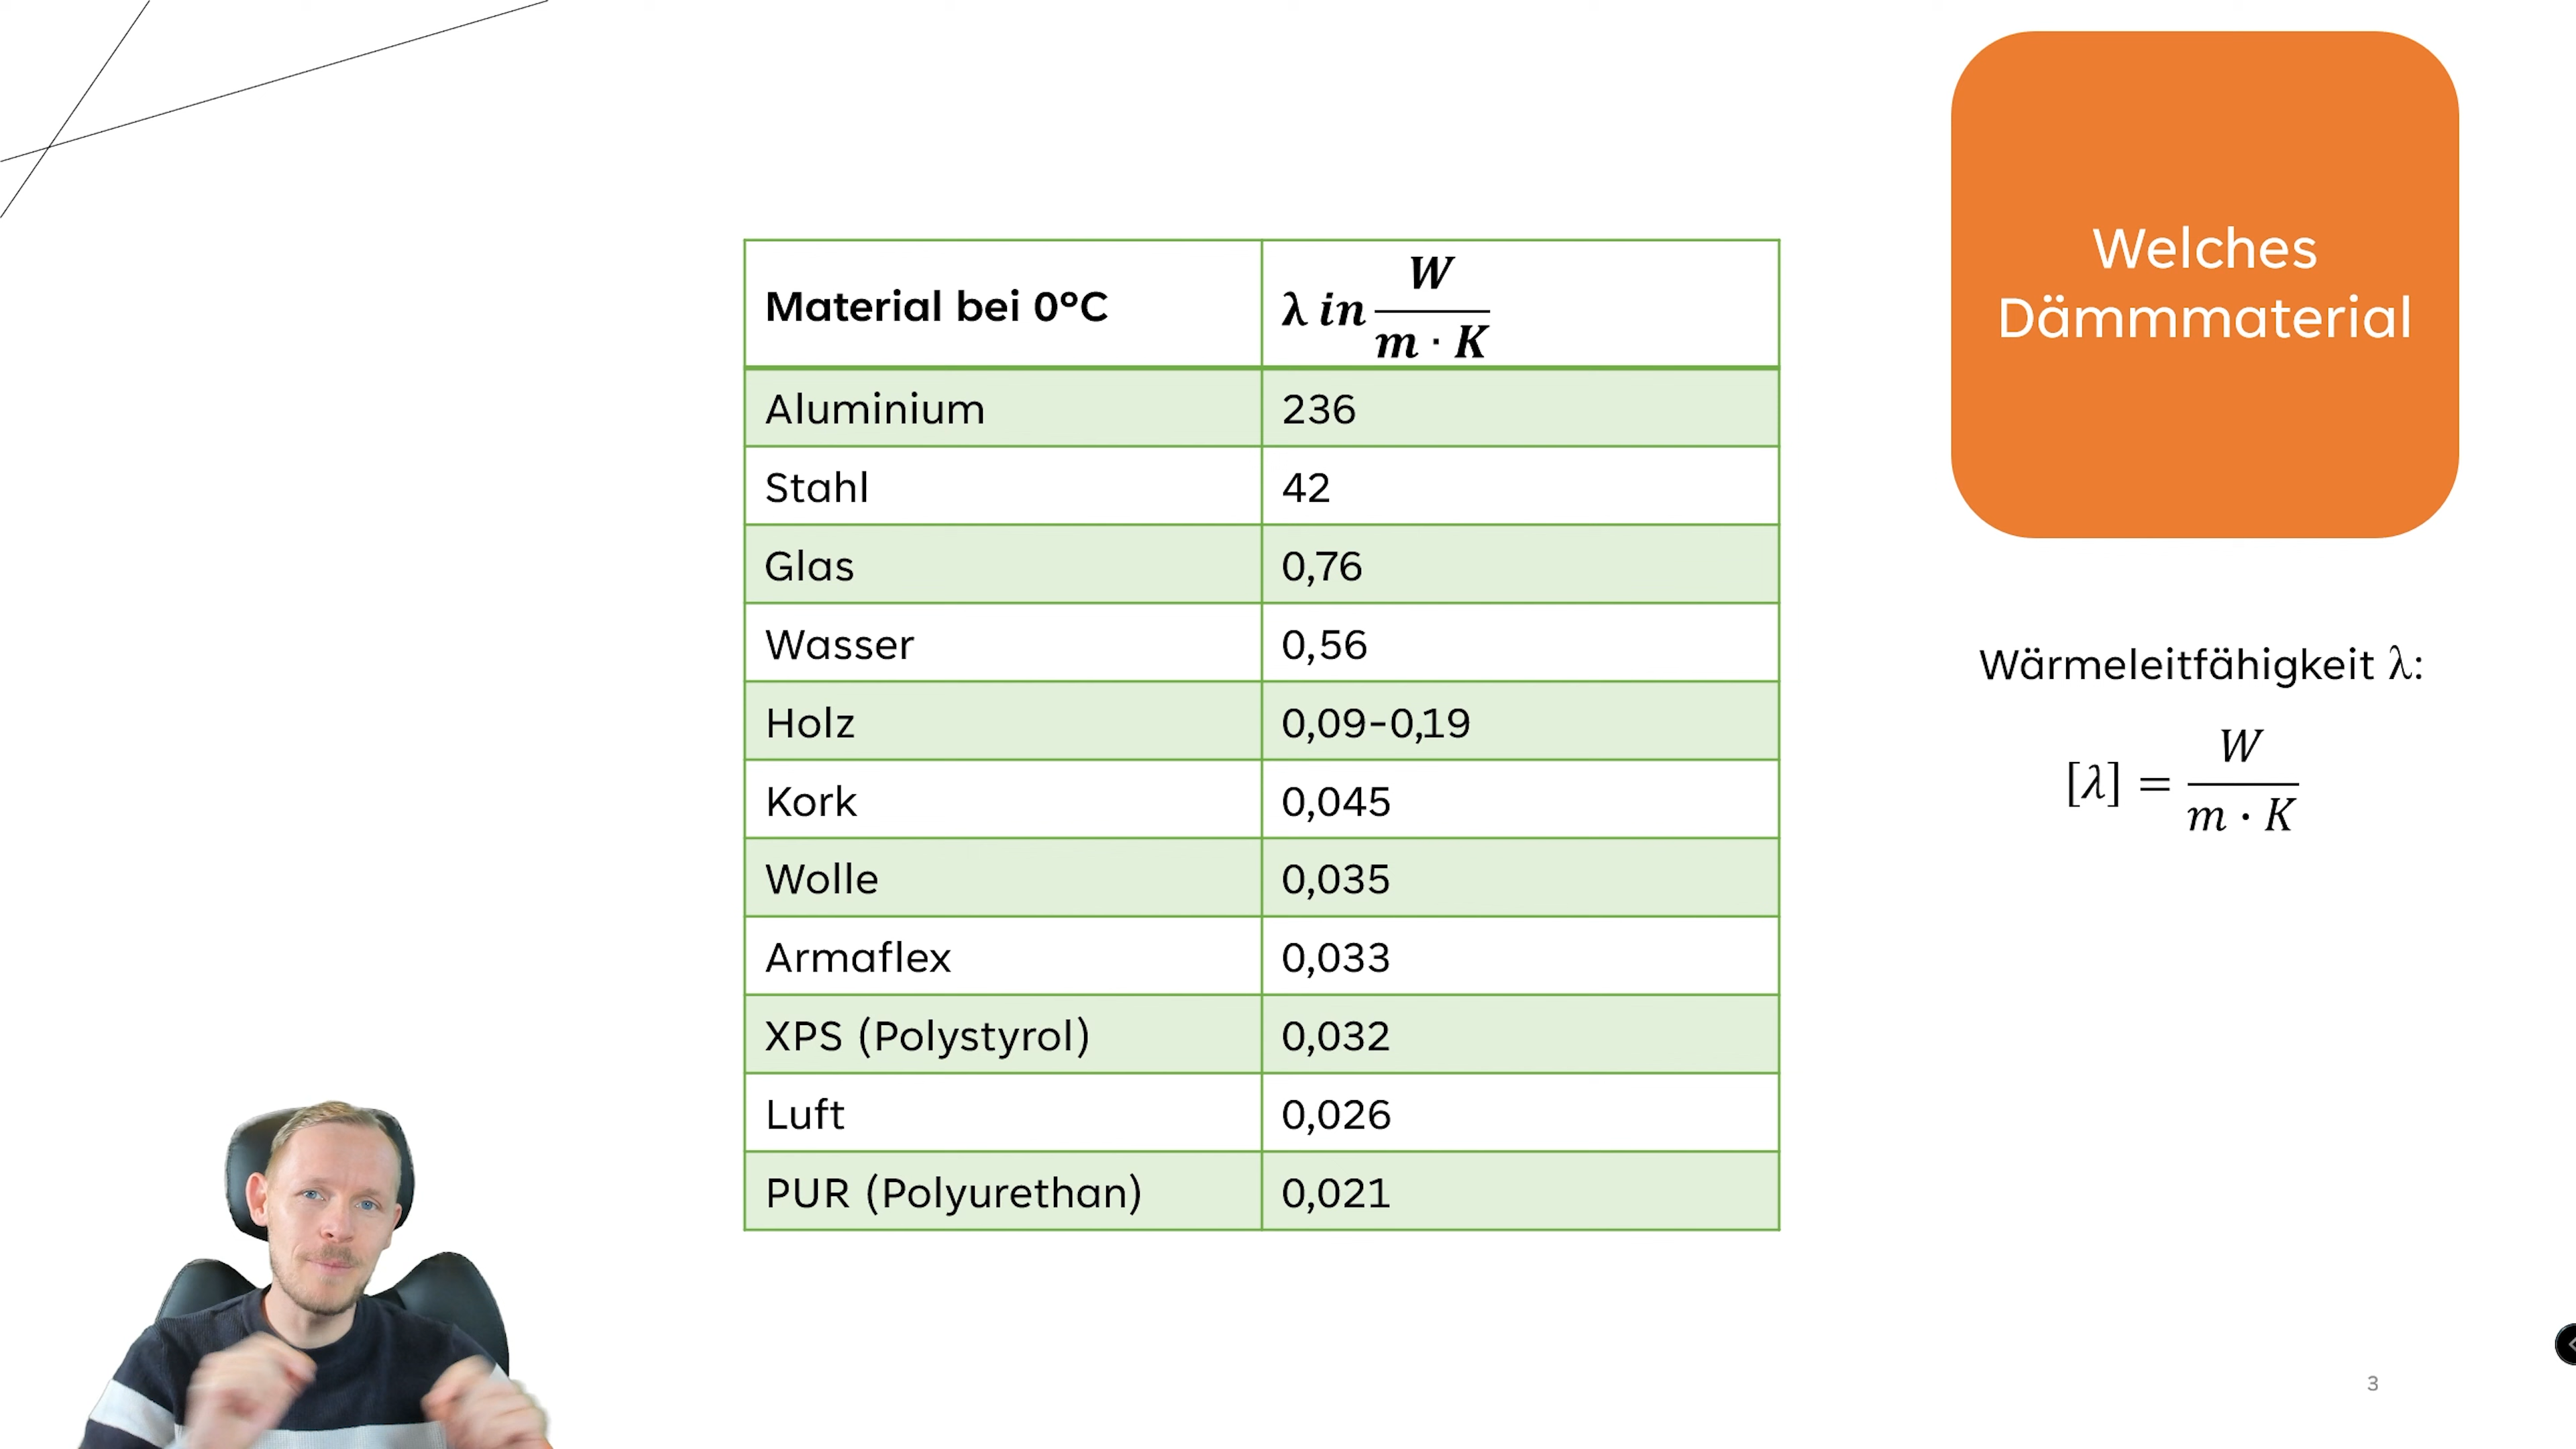 Welches
Dämmmaterial
Material bei 0°C | λ in W / m · K
Aluminium | 236
Stahl | 42
Glas | 0,76
Wasser | 0,56
Holz | 0,09-0,19
Kork | 0,045
Wolle | 0,035
Armaflex | 0,033
XPS (Polystyrol) | 0,032
Luft | 0,026
PUR (Polyurethan) | 0,021
Wärmeleitfähigkeit λ:
[λ] = W / m · K
3